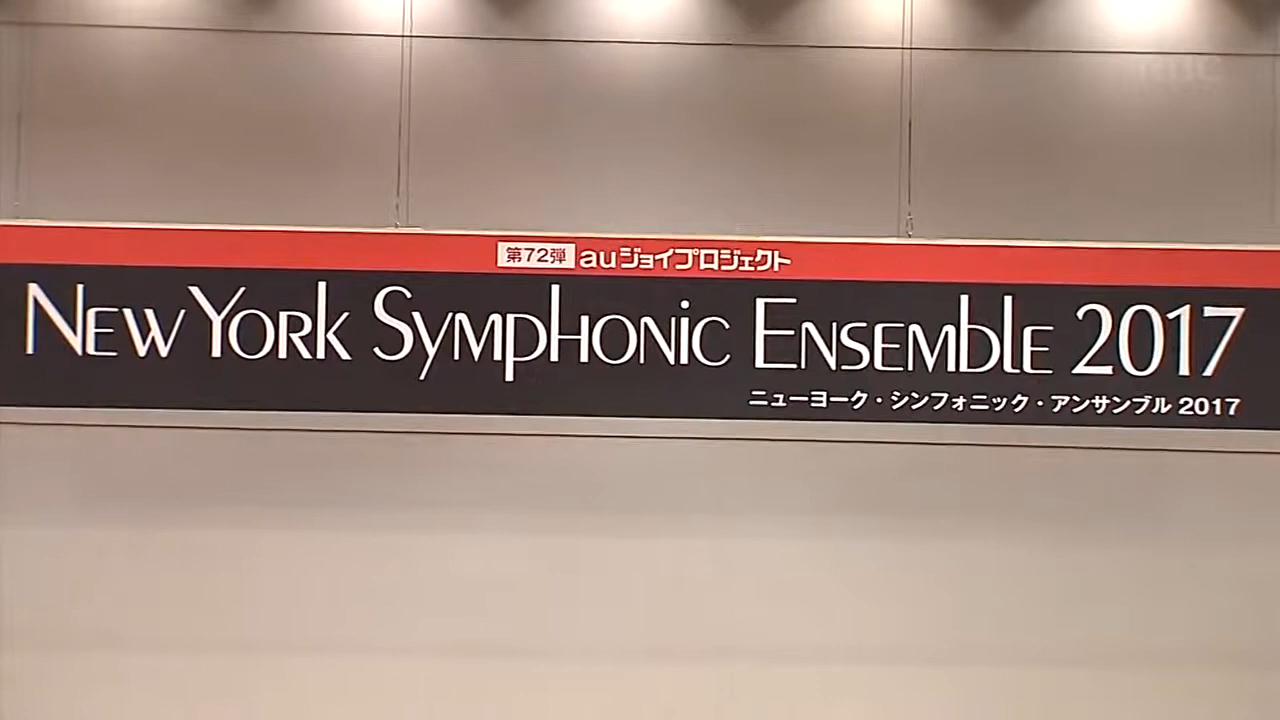 第72弾 auジョイプロジェクト
New York Symphonic Ensemble 2017
ニューヨーク・シンフォニック・アンサンブル 2017